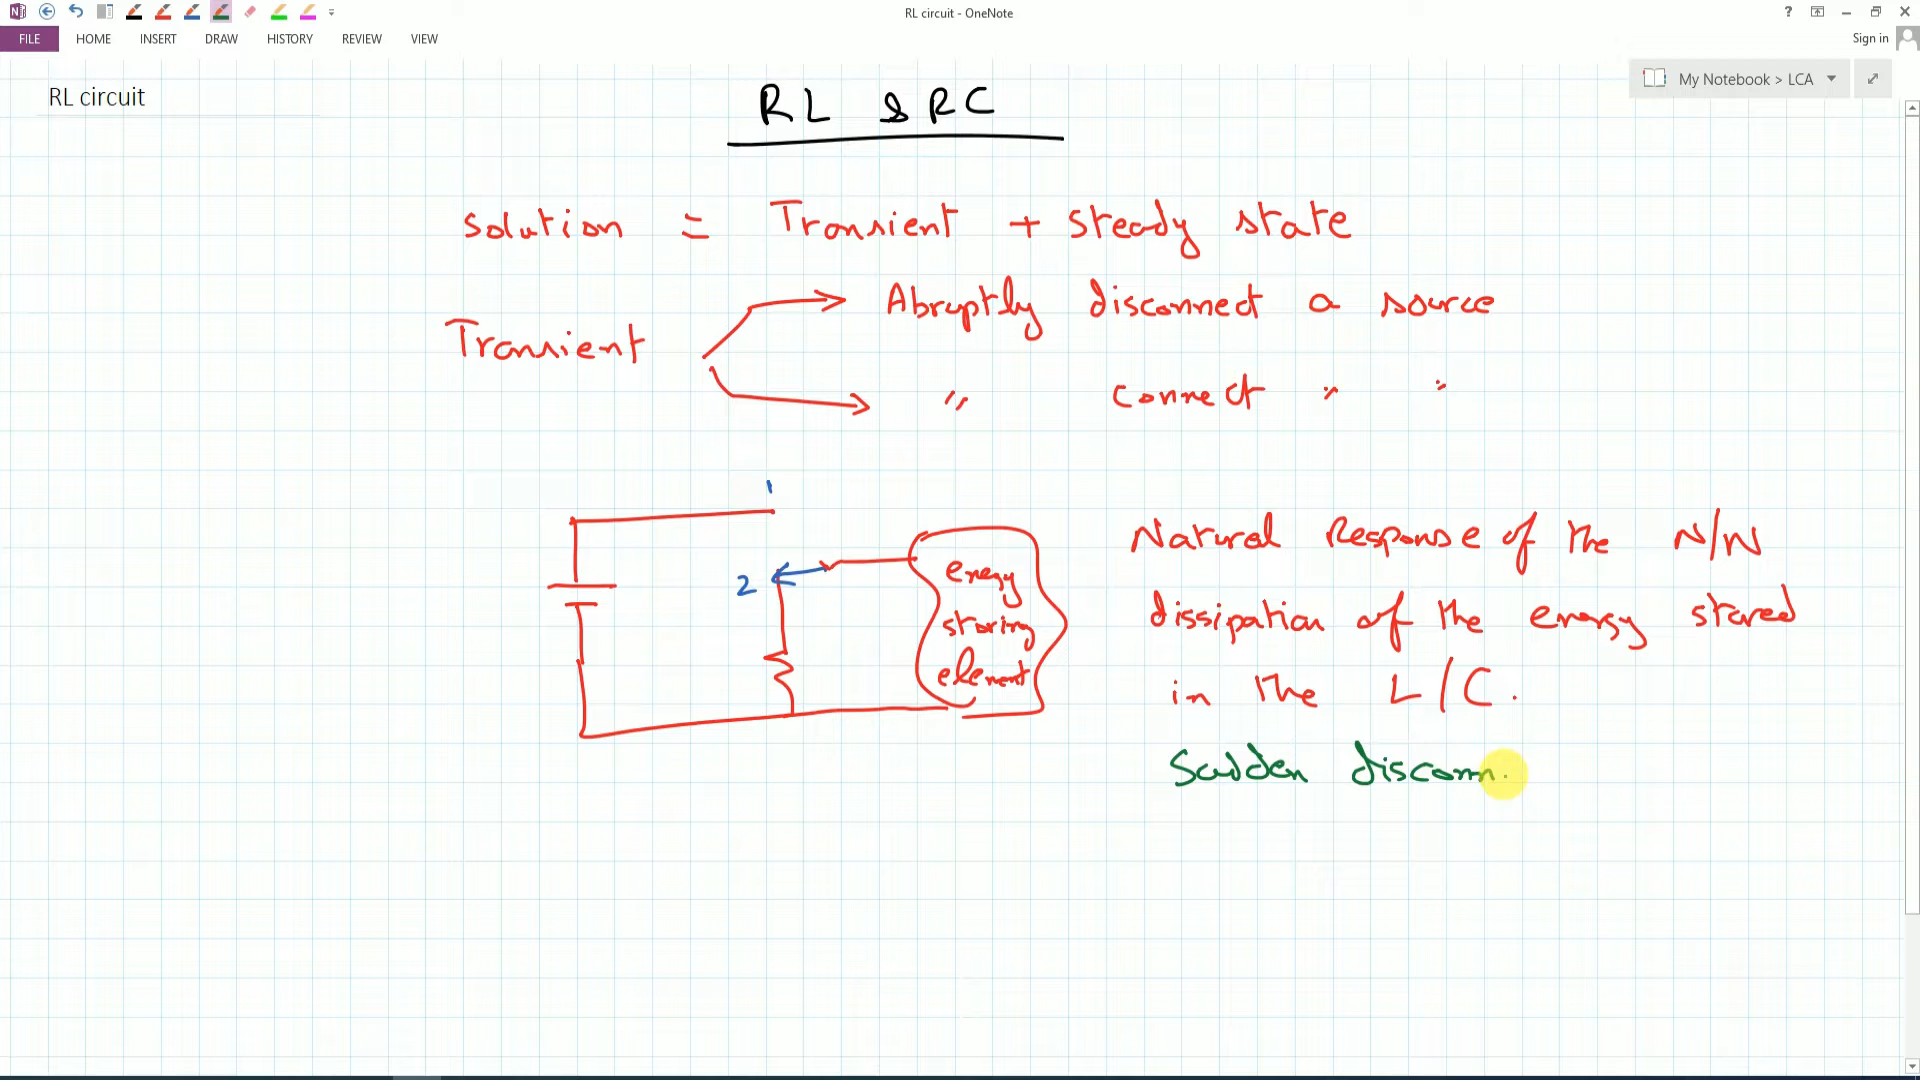 RL circuit - OneNote
FILE HOME INSERT DRAW HISTORY REVIEW VIEW
Sign in
My Notebook > LCA
RL circuit
RL & RC
solution = Transient + steady state
Transient
Abruptly disconnect a source
" connect " "
1
2
energy
storing
element
Natural Response of the N/W
dissipation of the energy stored
in the L/C.
Sudden disconn